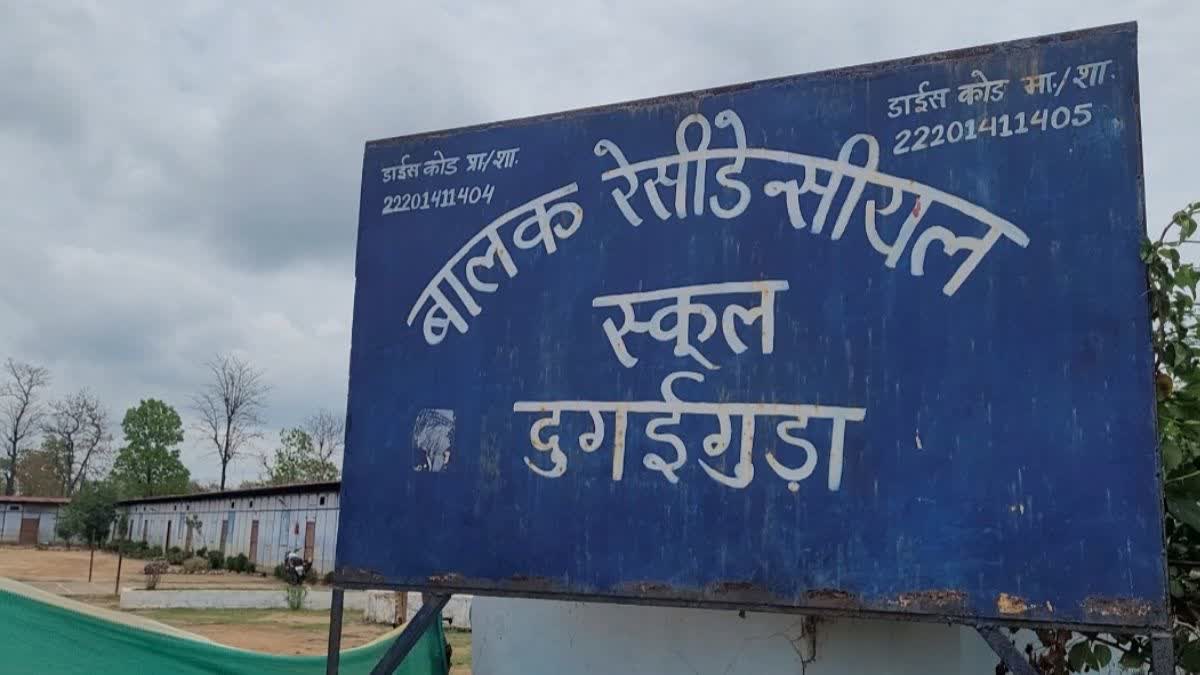 डाईस कोड प्रा/शा.
22201411404
डाईस कोड मा./शा.
22201411405
बालक रेसीडेन्सीयल
स्कूल
दुगईगुड़ा